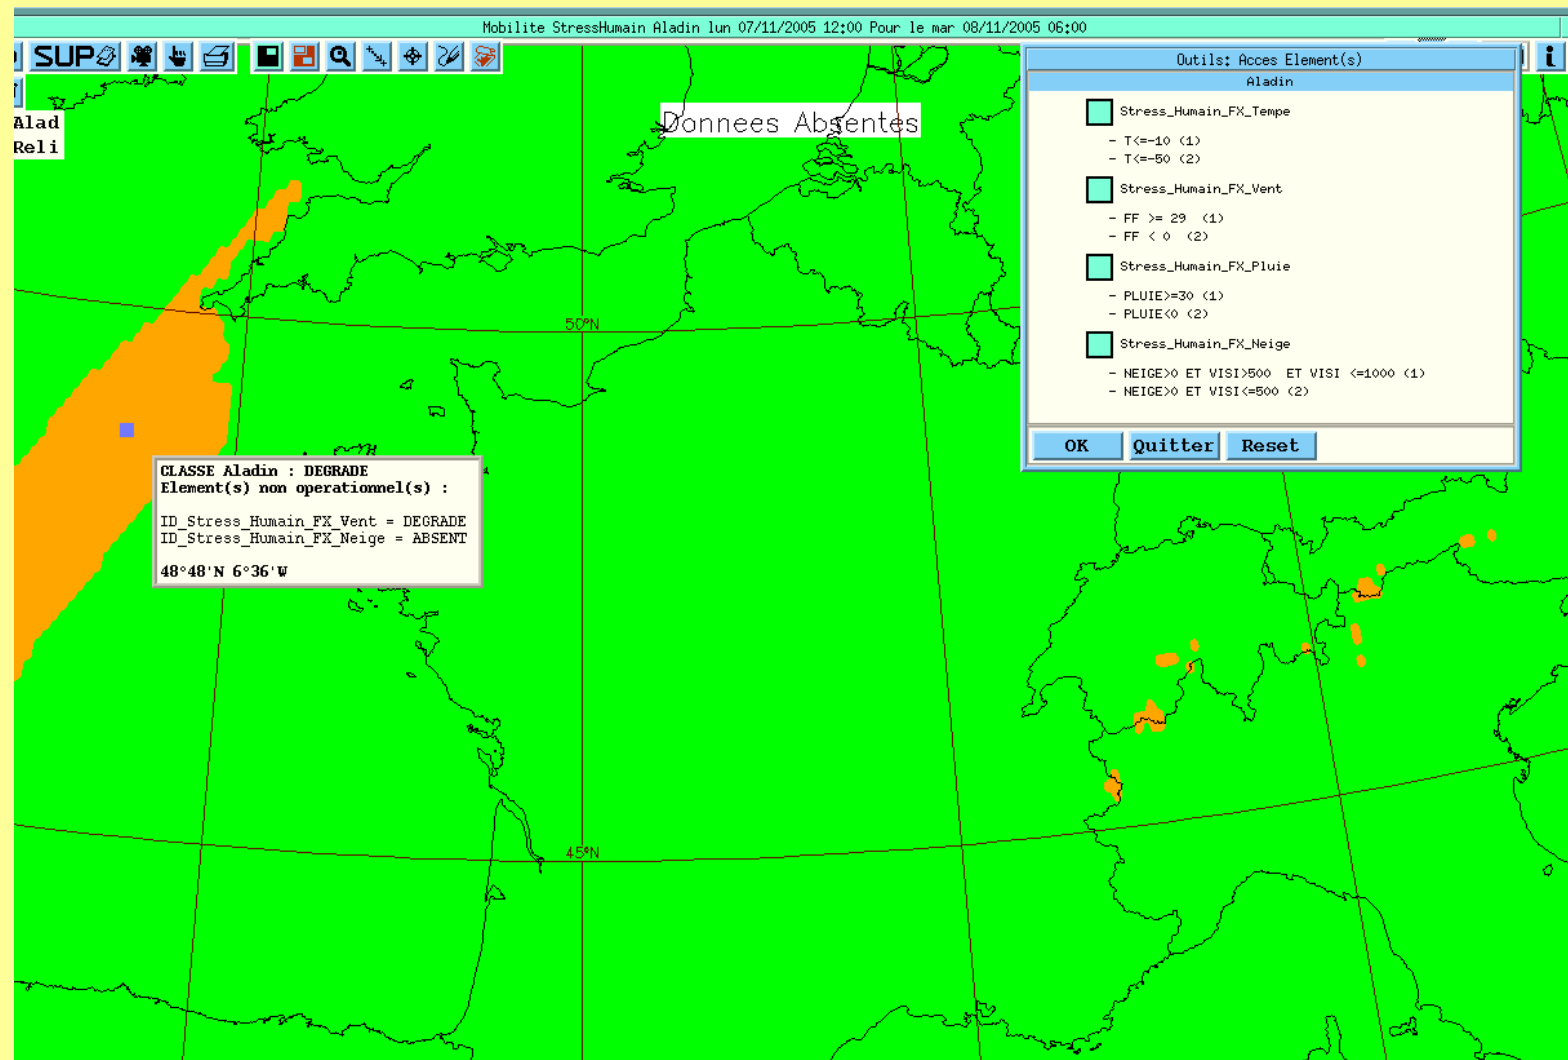 Mobilite StressHumain Aladin lun 07/11/2005 12:00 Pour le mar 08/11/2005 06:00
SUP
i
Alad
Reli
Donnees Absentes
Outils: Acces Element(s)
Aladin
Stress_Humain_FX_Tempe
- T<=-10 (1)
- T<=-50 (2)
Stress_Humain_FX_Vent
- FF >= 29 (1)
- FF < 0 (2)
Stress_Humain_FX_Pluie
- PLUIE>=30 (1)
- PLUIE<0 (2)
Stress_Humain_FX_Neige
- NEIGE>0 ET VISI>500 ET VISI <=1000 (1)
- NEIGE>0 ET VISI<=500 (2)
OK Quitter Reset
50°N
CLASSE Aladin : DEGRADE
Element(s) non operationnel(s) :
ID_Stress_Humain_FX_Vent = DEGRADE
ID_Stress_Humain_FX_Neige = ABSENT
48°48'N 6°36'W
45°N